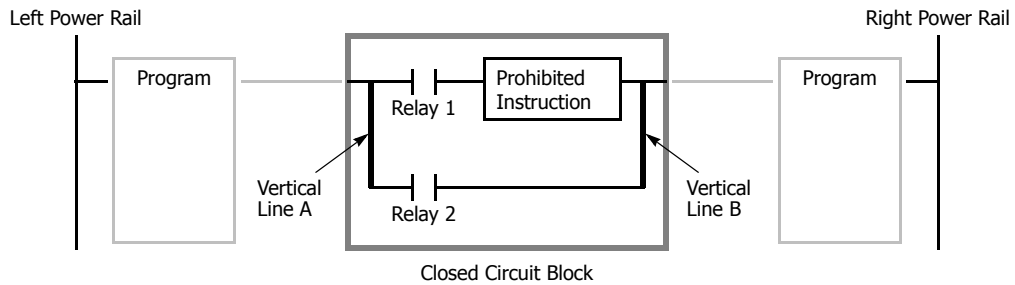 Left Power Rail
Right Power Rail
Program
Prohibited
Instruction
Program
Relay 1
Vertical
Line A
Vertical
Line B
Relay 2
Closed Circuit Block